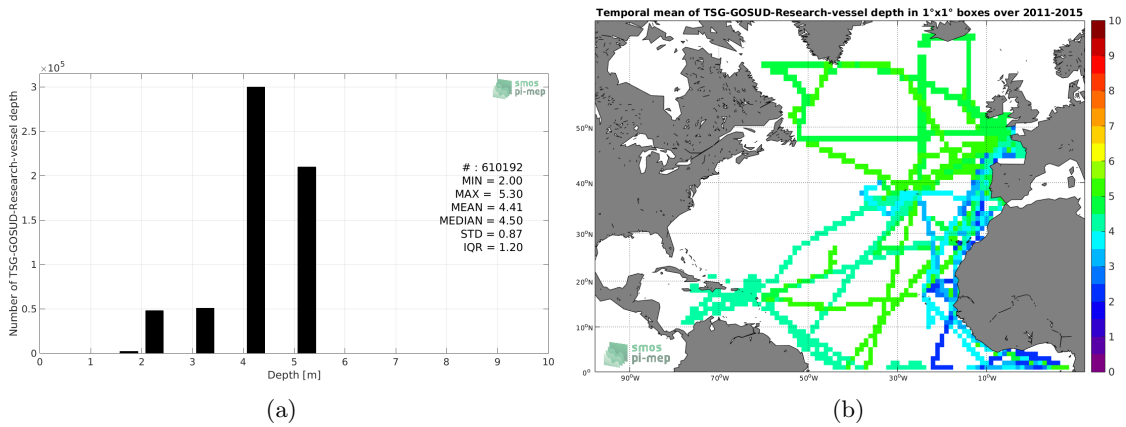 ×10⁵
3
2.5
2
1.5
1
0.5
0
Number of TSG-GOSUD-Research-vessel depth
smos
pi-mep
# : 610192
MIN = 2.00
MAX = 5.30
MEAN = 4.41
MEDIAN = 4.50
STD = 0.87
IQR = 1.20
0 1 2 3 4 5 6 7 8 9 10
Depth [m]
(a)
Temporal mean of TSG-GOSUD-Research-vessel depth in 1°x1° boxes over 2011-2015
50°N
40°N
30°N
20°N
10°N
0°
90°W 70°W 50°W 30°W 10°W
smos
pi-mep
10
9
8
7
6
5
4
3
2
1
0
(b)